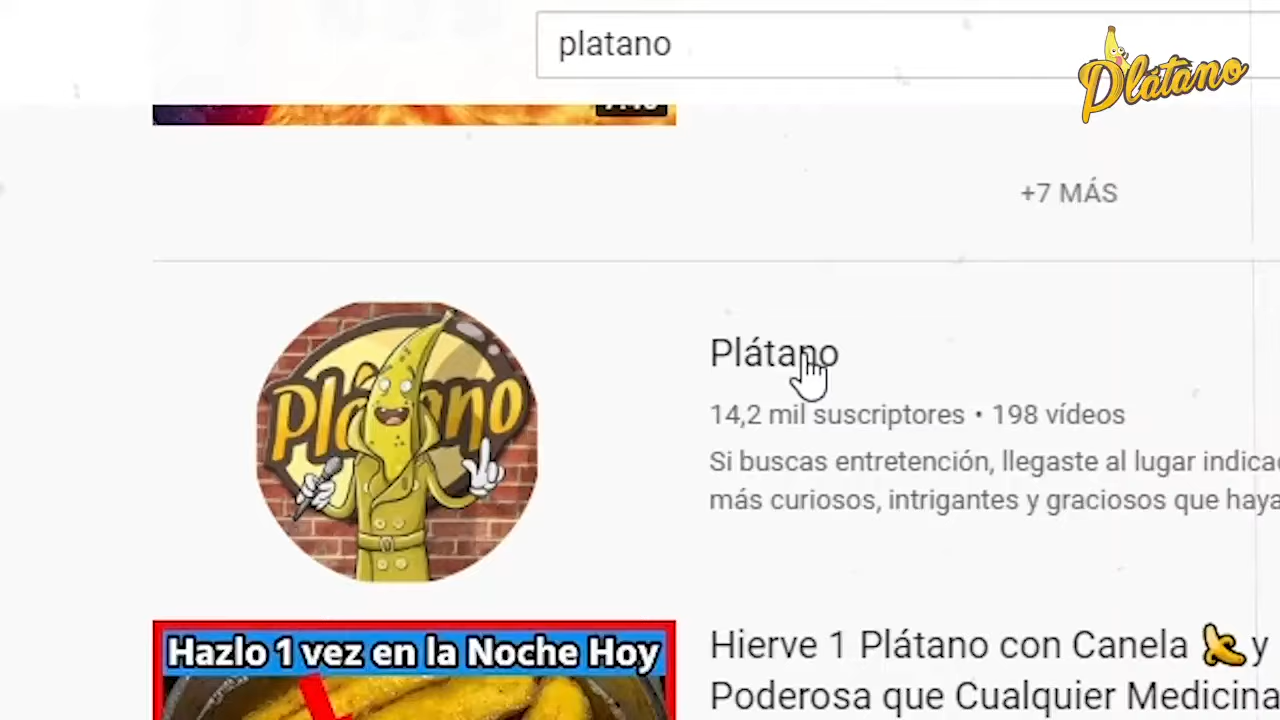 platano
Plátano
+7 MÁS
Plátano
Plátano
14,2 mil suscriptores • 198 vídeos
Si buscas entretención, llegaste al lugar
más curiosos, intrigantes y graciosos que
Hazlo 1 vez en la Noche Hoy
Hierve 1 Plátano con Canela 🍌 y
Poderosa que Cualquier Medicina